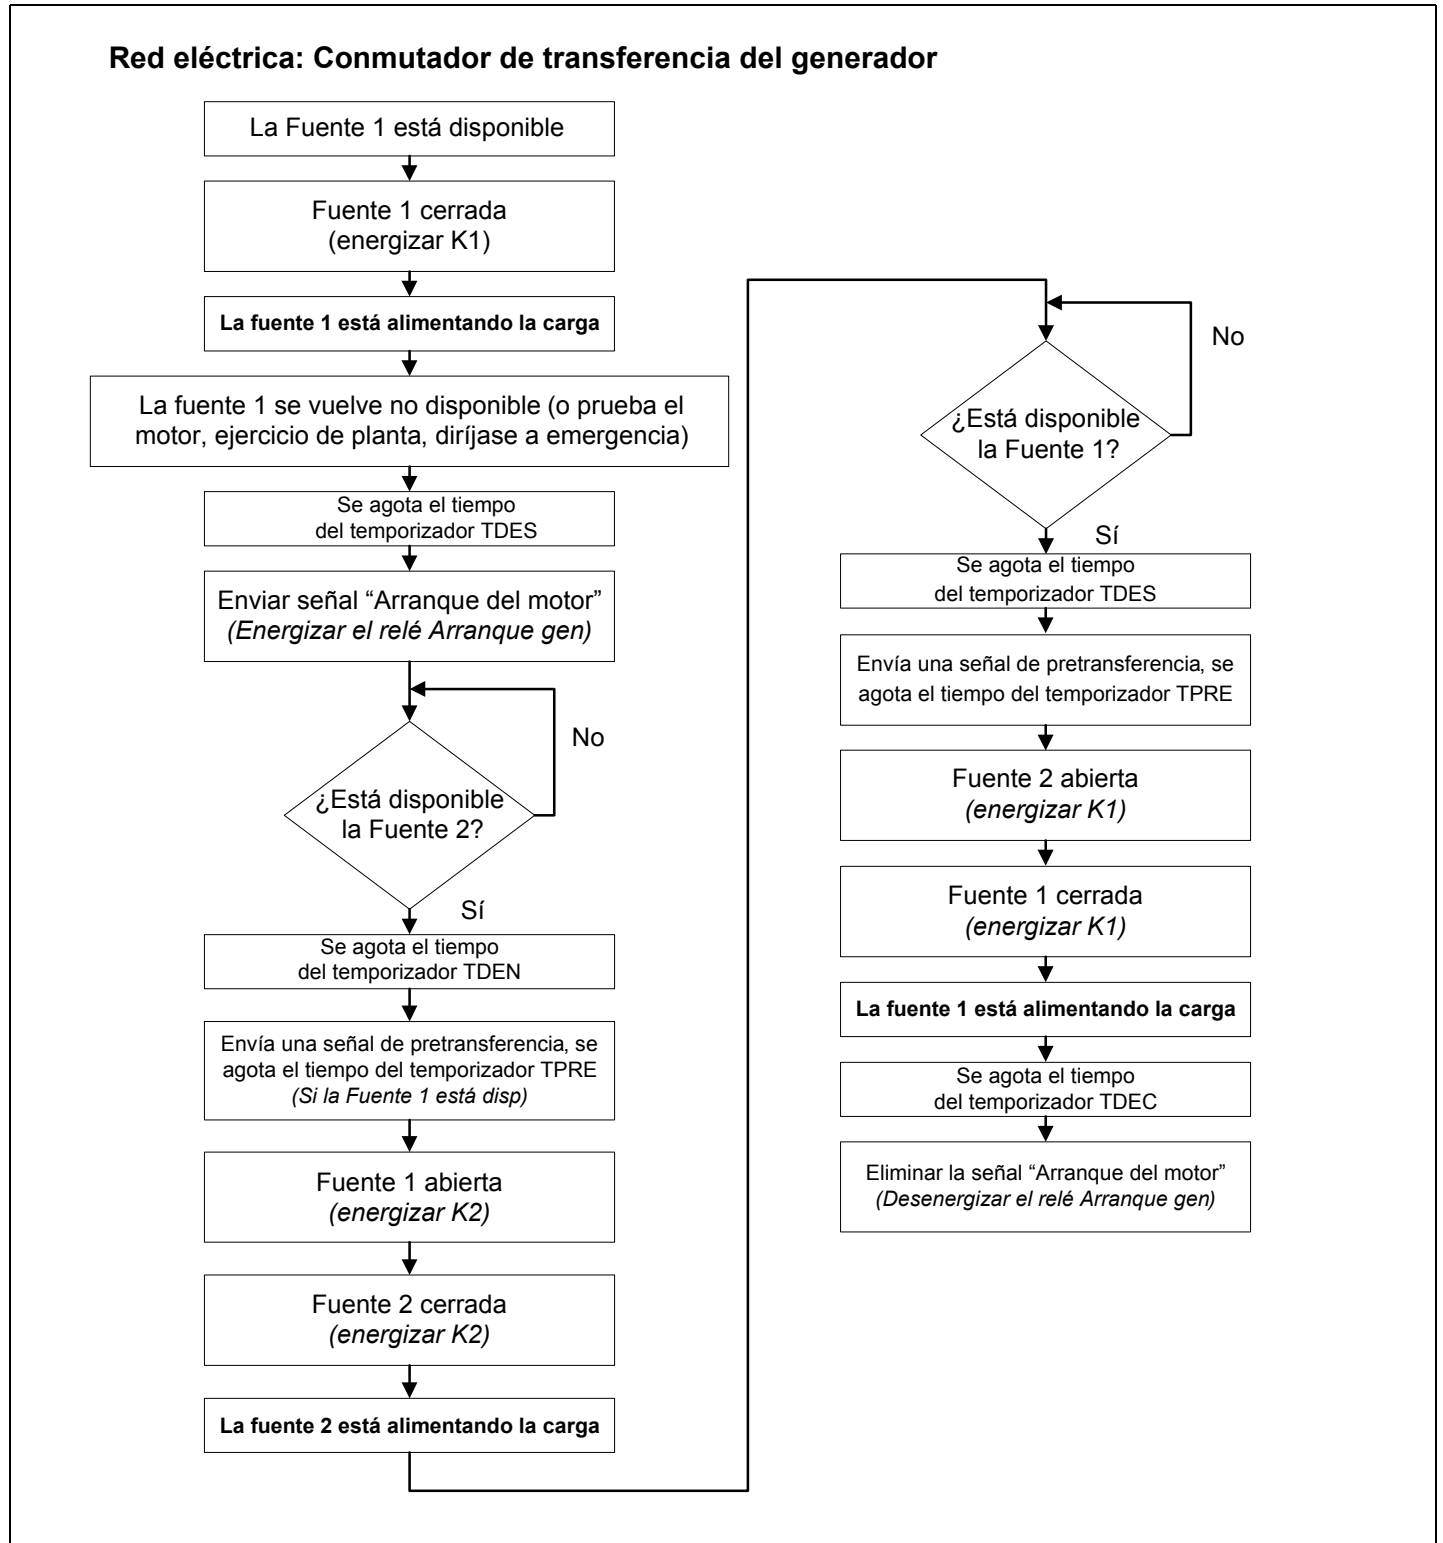 Red eléctrica: Conmutador de transferencia del generador
La Fuente 1 está disponible
Fuente 1 cerrada
(energizar K1)
La fuente 1 está alimentando la carga
La fuente 1 se vuelve no disponible (o prueba el
motor, ejercicio de planta, diríjase a emergencia)
Se agota el tiempo
del temporizador TDES
Enviar señal “Arranque del motor”
(Energizar el relé Arranque gen)
No
¿Está disponible
la Fuente 2?
Sí
Se agota el tiempo
del temporizador TDEN
Envía una señal de pretransferencia, se
agota el tiempo del temporizador TPRE
(Si la Fuente 1 está disp)
Fuente 1 abierta
(energizar K2)
Fuente 2 cerrada
(energizar K2)
La fuente 2 está alimentando la carga
No
¿Está disponible
la Fuente 1?
Sí
Se agota el tiempo
del temporizador TDES
Envía una señal de pretransferencia, se
agota el tiempo del temporizador TPRE
Fuente 2 abierta
(energizar K1)
Fuente 1 cerrada
(energizar K1)
La fuente 1 está alimentando la carga
Se agota el tiempo
del temporizador TDEC
Eliminar la señal “Arranque del motor”
(Desenergizar el relé Arranque gen)